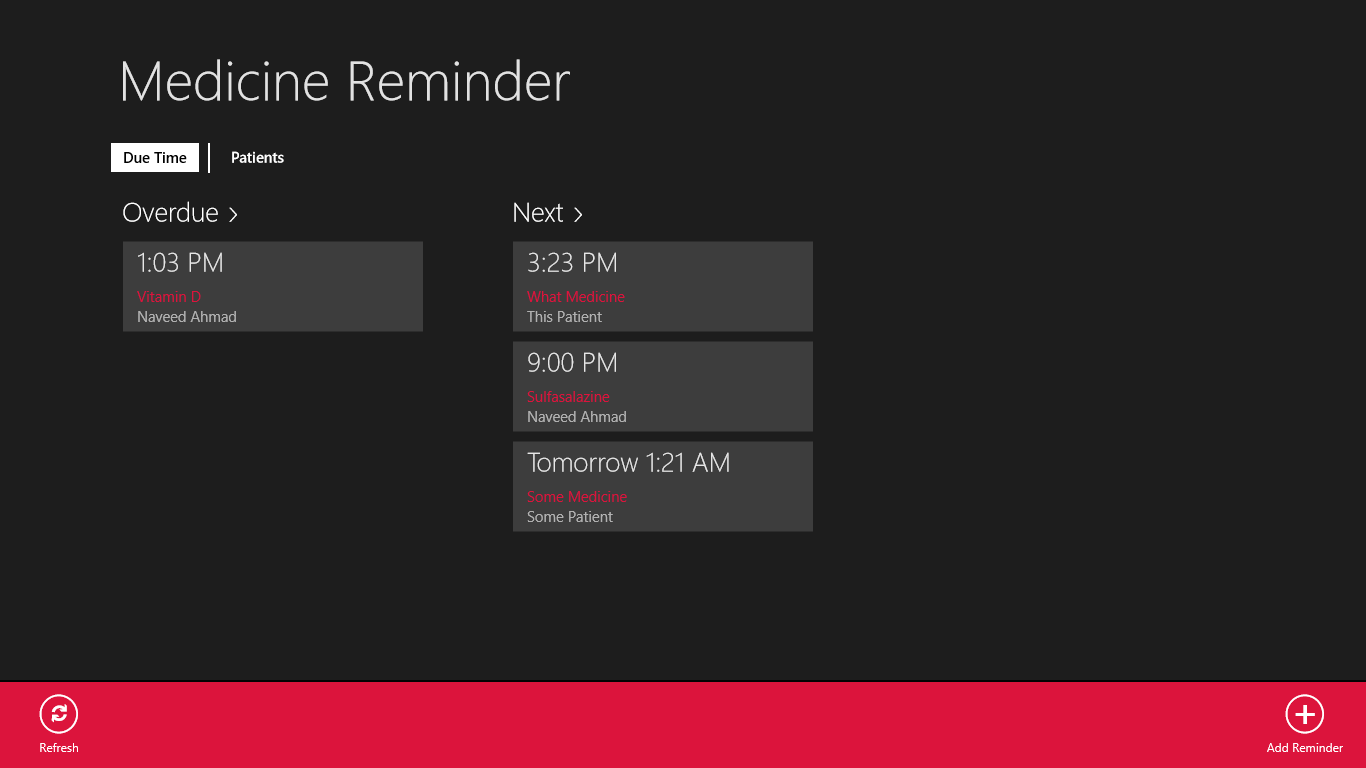 Medicine Reminder
Due Time
Patients
Overdue
1:03 PM
Vitamin D
Naveed Ahmad
Next
3:23 PM
What Medicine
This Patient
9:00 PM
Sulfasalazine
Naveed Ahmad
Tomorrow 1:21 AM
Some Medicine
Some Patient
Refresh
Add Reminder